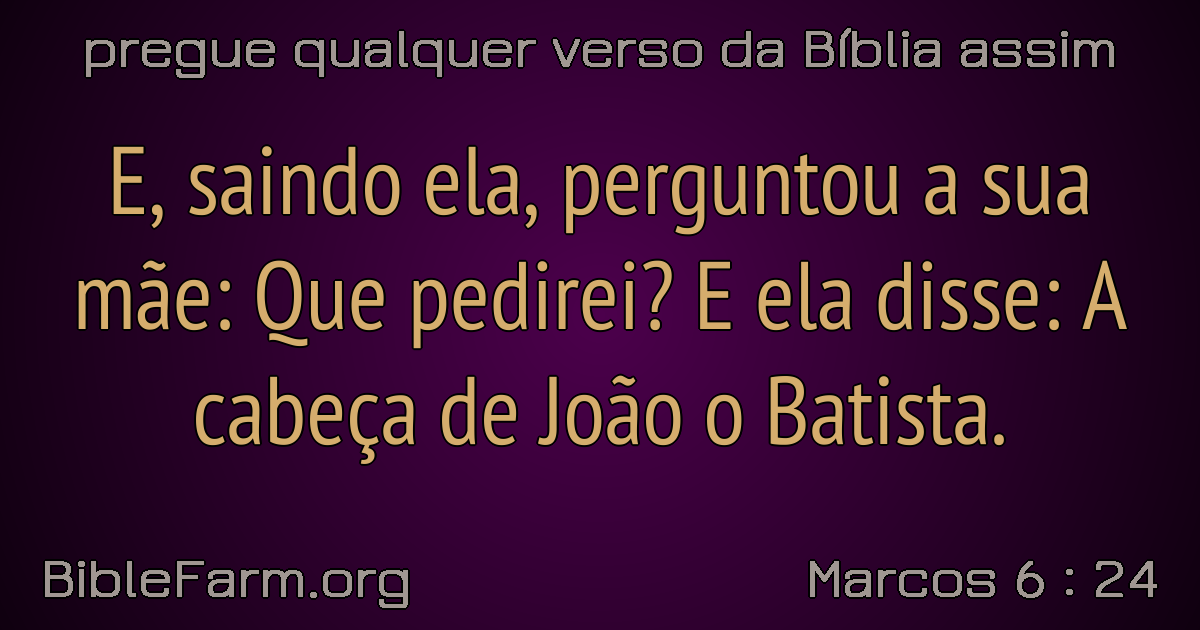 pregue qualquer verso da Bíblia assim
E, saindo ela, perguntou a sua
mãe: Que pedirei? E ela disse: A
cabeça de João o Batista.
BibleFarm.org
Marcos 6 : 24